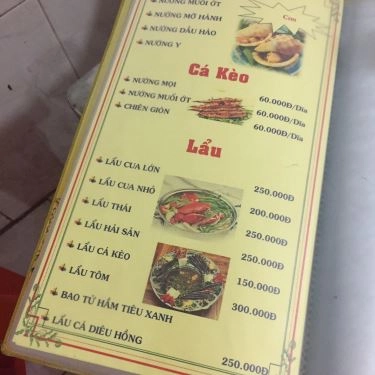 NƯỚNG MUỐI ỚT
NƯỚNG MỠ HÀNH
NƯỚNG DẦU HÀO
NƯỚNG Ý
Cá Kèo
NƯỚNG MỌI 60.000Đ/Dĩa
NƯỚNG MUỐI ỚT 60.000Đ/Dĩa
CHIÊN GIÒN 60.000Đ/Dĩa
Lẩu
LẨU CUA LỚN 250.000Đ
LẨU CUA NHỎ 200.000Đ
LẨU THÁI 250.000Đ
LẨU HẢI SẢN 250.000Đ
LẨU CÁ KÈO 150.000Đ
LẨU TÔM 300.000Đ
BAO TỬ HẦM TIÊU XANH
LẨU CÁ DIÊU HỒNG 250.000Đ